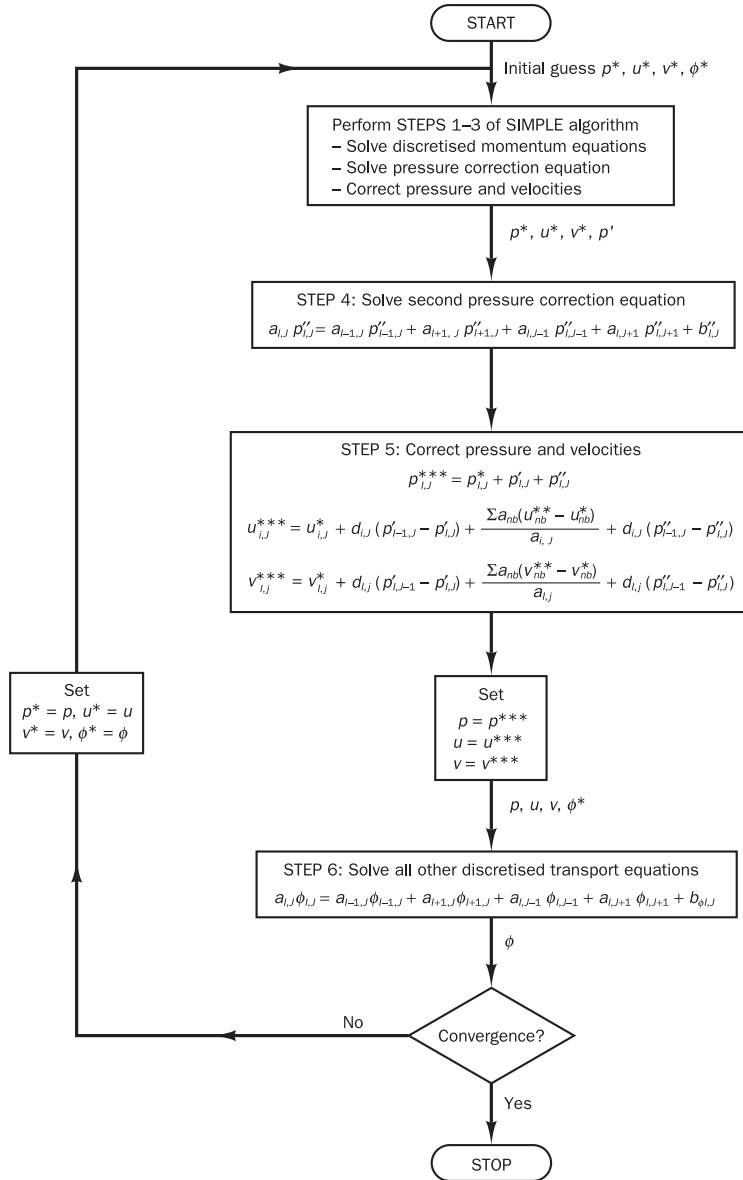 START
Initial guess p*, u*, v*, ϕ*
Perform STEPS 1–3 of SIMPLE algorithm
– Solve discretised momentum equations
– Solve pressure correction equation
– Correct pressure and velocities
p*, u*, v*, p'
STEP 4: Solve second pressure correction equation
a_{I,J} p''_{I,J} = a_{I–1,J} p''_{I–1,J} + a_{I+1, J} p''_{I+1,J} + a_{I,J–1} p''_{I,J–1} + a_{I,J+1} p''_{I,J+1} + b''_{I,J}
STEP 5: Correct pressure and velocities
p***_{I,J} = p*_{I,J} + p'_{I,J} + p''_{I,J}
u***_{i,J} = u*_{i,J} + d_{i,J} (p'_{I–1,J} – p'_{I,J}) + Σa_{nb}(u**_{nb} – u*_{nb}) / a_{i, J} + d_{i,J} (p''_{I–1,J} – p''_{I,J})
v***_{I,j} = v*_{I,j} + d_{I,j} (p'_{I,J–1} – p'_{I,J}) + Σa_{nb}(v**_{nb} – v*_{nb}) / a_{I,j} + d_{I,j} (p''_{I,J–1} – p''_{I,J})
Set
p* = p, u* = u
v* = v, ϕ* = ϕ
Set
p = p***
u = u***
v = v***
p, u, v, ϕ*
STEP 6: Solve all other discretised transport equations
a_{I,J}ϕ_{I,J} = a_{I–1,J}ϕ_{I–1,J} + a_{I+1,J}ϕ_{I+1,J} + a_{I,J–1} ϕ_{I,J–1} + a_{I,J+1} ϕ_{I,J+1} + b_{ϕI,J}
ϕ
No
Convergence?
Yes
STOP